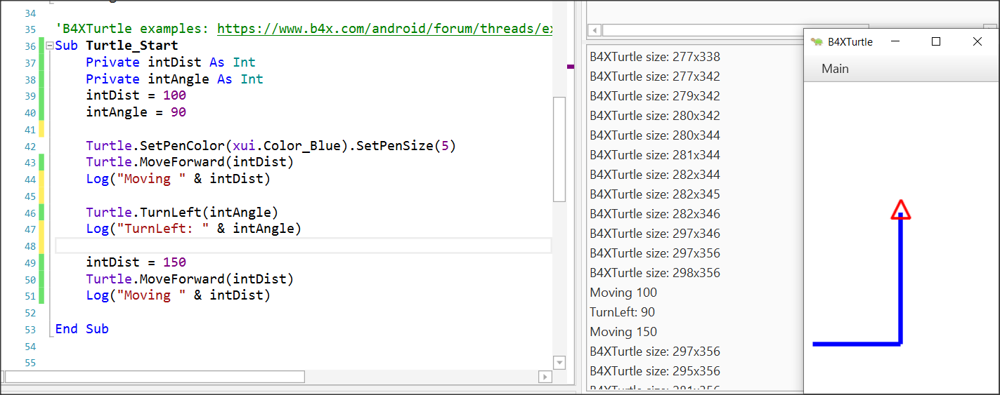 34
35 'B4XTurtle examples: https://www.b4x.com/android/forum/threads/ex
36 Sub Turtle_Start
37 Private intDist As Int
38 Private intAngle As Int
39 intDist = 100
40 intAngle = 90
41
42 Turtle.SetPenColor(xui.Color_Blue).SetPenSize(5)
43 Turtle.MoveForward(intDist)
44 Log("Moving " & intDist)
45
46 Turtle.TurnLeft(intAngle)
47 Log("TurnLeft: " & intAngle)
48
49 intDist = 150
50 Turtle.MoveForward(intDist)
51 Log("Moving " & intDist)
52
53 End Sub
54
55
B4XTurtle size: 277x338
B4XTurtle size: 277x342
B4XTurtle size: 279x342
B4XTurtle size: 280x342
B4XTurtle size: 280x344
B4XTurtle size: 281x344
B4XTurtle size: 282x344
B4XTurtle size: 282x345
B4XTurtle size: 282x346
B4XTurtle size: 297x346
B4XTurtle size: 297x356
B4XTurtle size: 298x356
Moving 100
TurnLeft: 90
Moving 150
B4XTurtle size: 297x356
B4XTurtle size: 295x356
B4XTurtle size: 281x356
B4XTurtle
Main